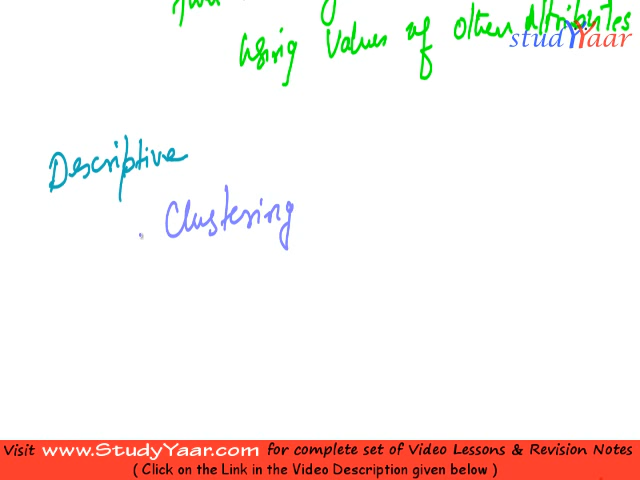 using values of other attributes
studYYaar
Descriptive
. Clustering
Visit www.StudyYaar.com for complete set of Video Lessons & Revision Notes
( Click on the Link in the Video Description given below )